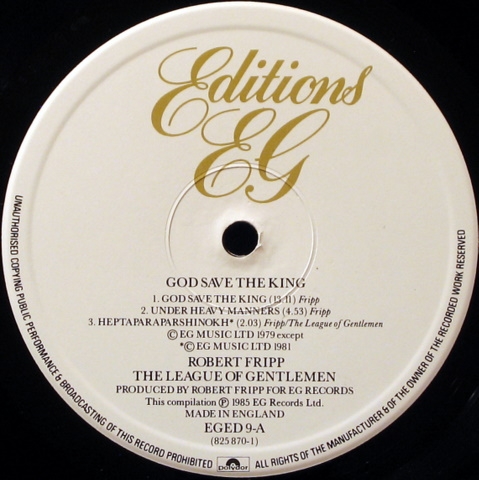 Editions
EG
GOD SAVE THE KING
1. GOD SAVE THE KING (13.11) Fripp
2. UNDER HEAVY MANNERS (4.53) Fripp
3. HEPTAPARAPARSHINOKH* (2.03) Fripp/The League of Gentlemen
© EG MUSIC LTD 1979 except
*© EG MUSIC LTD 1981
ROBERT FRIPP
THE LEAGUE OF GENTLEMEN
PRODUCED BY ROBERT FRIPP FOR EG RECORDS
This compilation ℗ 1985 EG Records Ltd.
MADE IN ENGLAND
EGED 9-A
(825 870-1)
UNAUTHORISED COPYING PUBLIC PERFORMANCE & BROADCASTING OF THIS RECORD PROHIBITED
polydor
ALL RIGHTS OF THE MANUFACTURER & OF THE OWNER OF THE RECORDED WORK RESERVED